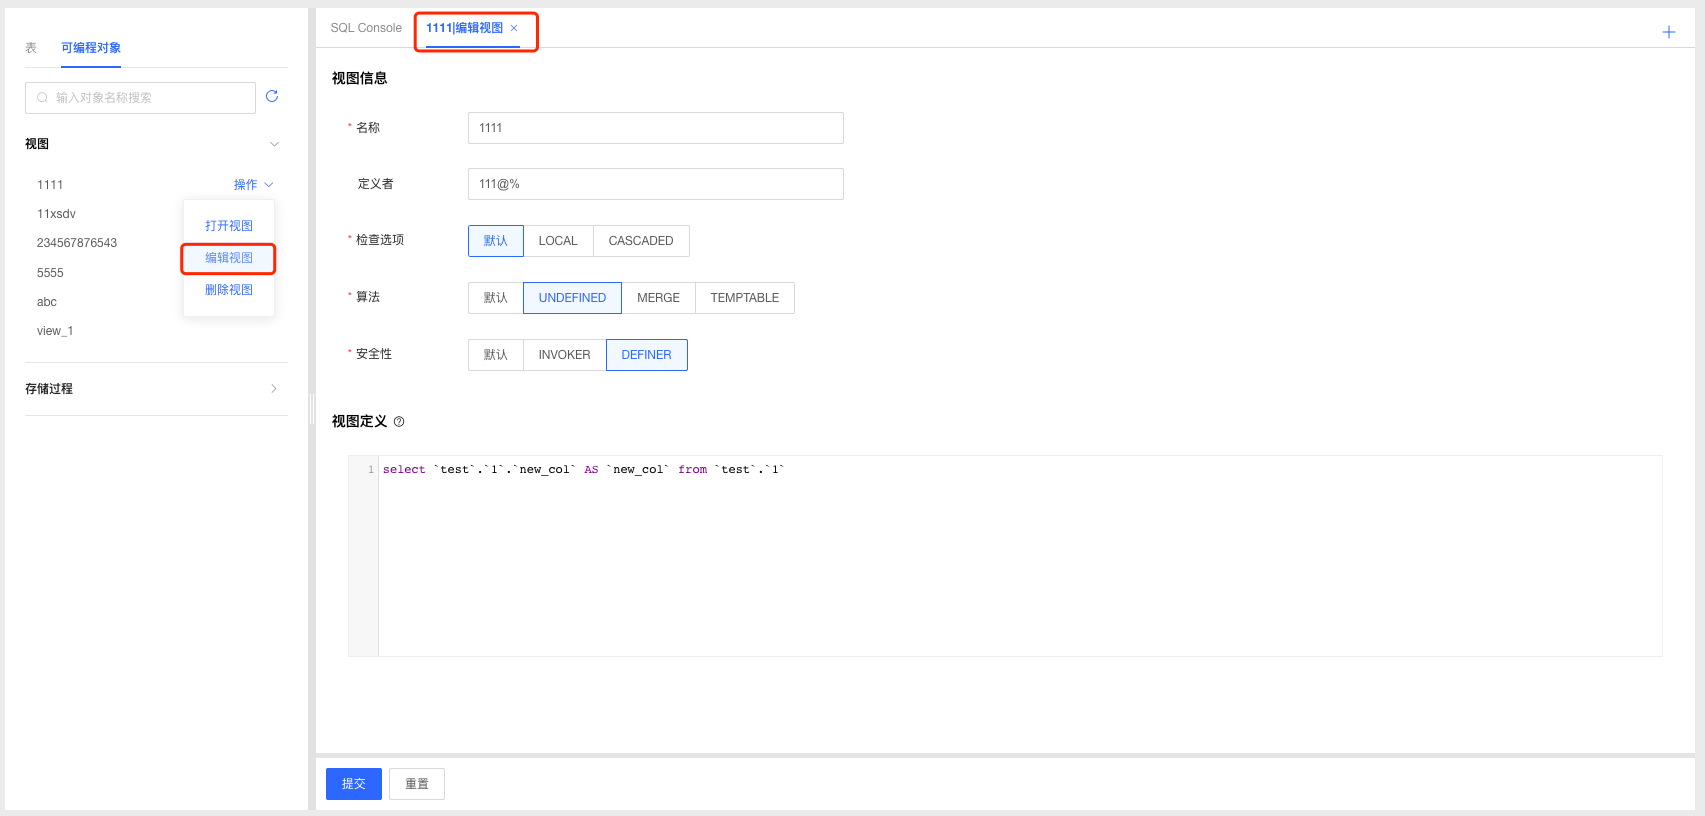 表 可编程对象
输入对象名称搜索
视图
1111 操作
打开视图
编辑视图
删除视图
11xsdv
234567876543
5555
abc
view_1
存储过程
SQL Console 1111|编辑视图 ×
视图信息
* 名称 1111
定义者 111@%
* 检查选项 默认 LOCAL CASCADED
* 算法 默认 UNDEFINED MERGE TEMPTABLE
* 安全性 默认 INVOKER DEFINER
视图定义 ?
1 select `test`.`1`.`new_col` AS `new_col` from `test`.`1`
提交 重置